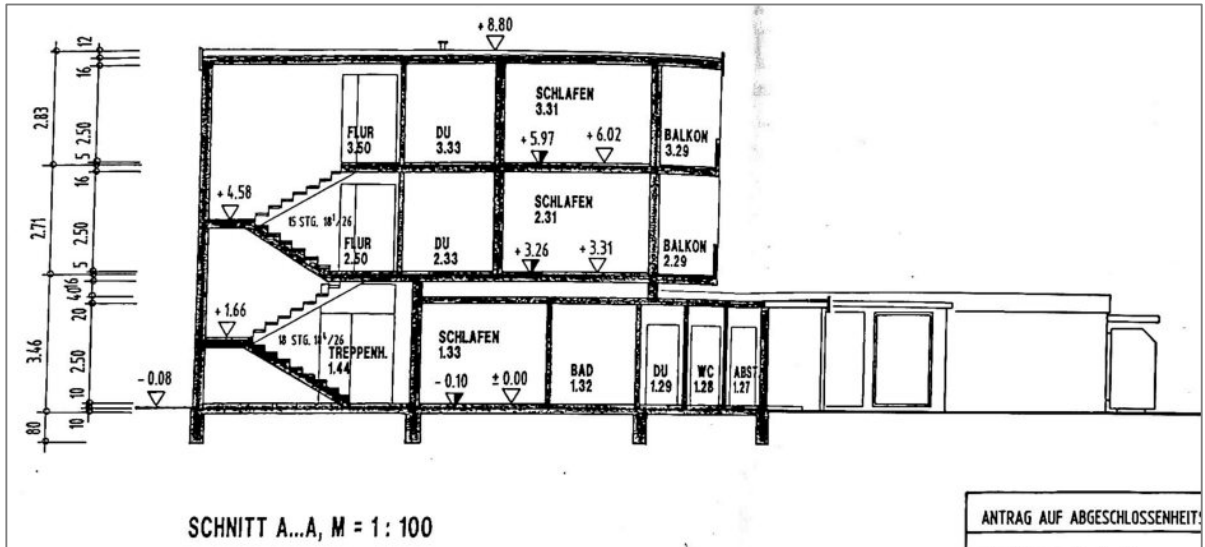 + 8.80
12
16
2.83
2.50
5
SCHLAFEN
3.31
FLUR
3.50
DU
3.33
+ 5.97
+ 6.02
BALKON
3.29
16
2.71
2.50
5
+ 4.58
15 STG.
/26
SCHLAFEN
2.31
FLUR
2.50
DU
2.33
+ 3.26
+ 3.31
BALKON
2.29
16
40
20
3.46
2.50
10
+ 1.66
18 STG.
/26
TREPPENH.
1.44
SCHLAFEN
1.33
- 0.10
± 0.00
BAD
1.32
DU
1.29
WC
1.28
ABST
1.27
- 0.08
80
10
SCHNITT A...A, M = 1 : 100
ANTRAG AUF ABGESCHLOSSENHEITS